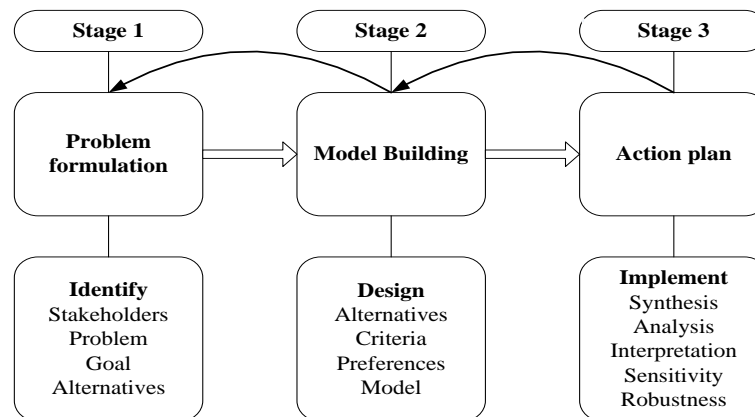 Stage 1
Stage 2
Stage 3
Problem
formulation
Model Building
Action plan
Identify
Stakeholders
Problem
Goal
Alternatives
Design
Alternatives
Criteria
Preferences
Model
Implement
Synthesis
Analysis
Interpretation
Sensitivity
Robustness